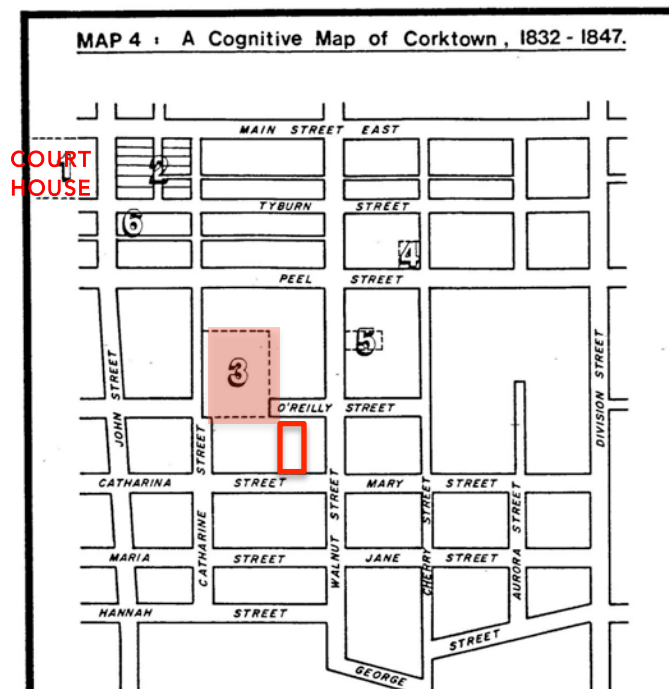 MAP 4 : A Cognitive Map of Corktown, 1832 - 1847.
MAIN STREET EAST
COURT
HOUSE
1
2
TYBURN STREET
6
4
PEEL STREET
5
3
JOHN STREET
DIVISION STREET
O'REILLY STREET
CATHARINE STREET
CATHARINA STREET
MARY STREET
WALNUT STREET
CHERRY STREET
AURORA STREET
MARIA STREET
JANE STREET
HANNAH STREET
GEORGE STREET